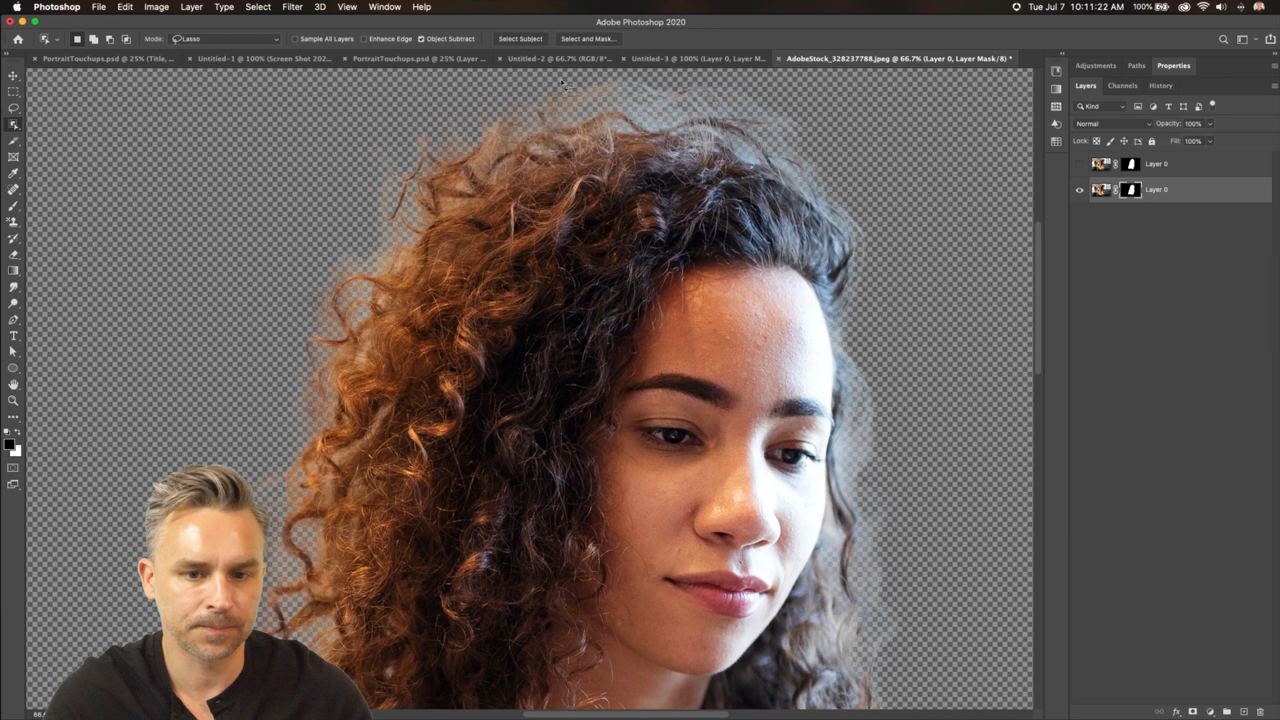 Photoshop File Edit Image Layer Type Select Filter 3D View Window Help 100% Tue Jul 7 10:11:22 AM
Adobe Photoshop 2020
Mode: Lasso Sample All Layers Enhance Edge Object Subtract Select Subject Select and Mask...
PortraitTouchups.psd @ 25% (Title, ... Untitled-1 @ 100% (Screen Shot 202... PortraitTouchups.psd @ 25% (Layer ... Untitled-2 @ 66.7% (RGB/8*... Untitled-3 @ 100% (Layer 0, Layer M... AdobeStock_328237788.jpeg @ 66.7% (Layer 0, Layer Mask/8) *
Adjustments Paths Properties
Layers Channels History
Kind
Normal Opacity: 100%
Lock: Fill: 100%
Layer 0
Layer 0